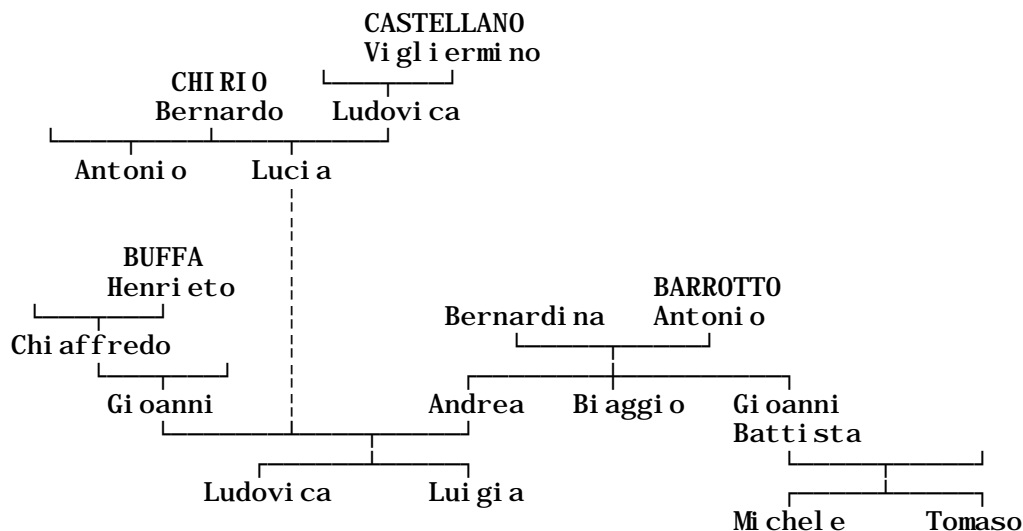 CASTELLANO
Vigliermino
CHIRIO
Bernardo Ludovica
Antonio Lucia
BUFFA
Henrieto BARROTTO
Bernardina Antonio
Chiaffredo
Gioanni Andrea Biaggio Gioanni
Battista
Ludovica Luigia
Michele Tomaso